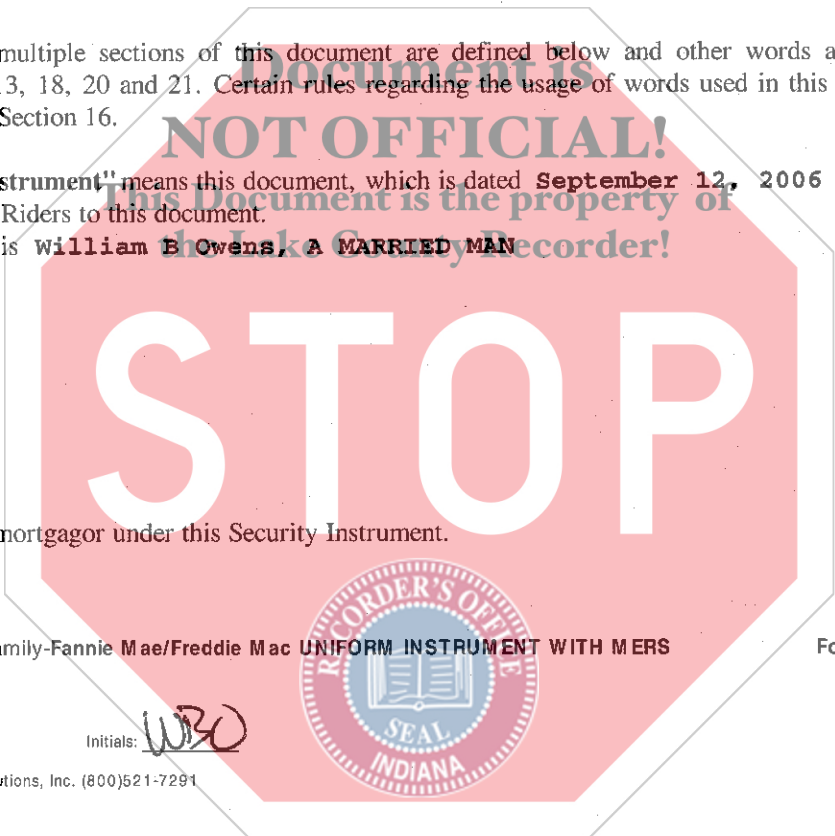 multiple sections of this document are defined below and other words a
3, 18, 20 and 21. Certain rules regarding the usage of words used in this
Section 16.
Document is
NOT OFFICIAL!
This Document is the property of
the Lake County Recorder!
strument" means this document, which is dated September 12, 2006
Riders to this document.
is William B Owens, A MARRIED MAN
STOP
mortgagor under this Security Instrument.
RECORDER'S OFFICE
SEAL
INDIANA
amily-Fannie Mae/Freddie Mac UNIFORM INSTRUMENT WITH MERS
Fo
Initials: WBO
utions, Inc. (800)521-7291